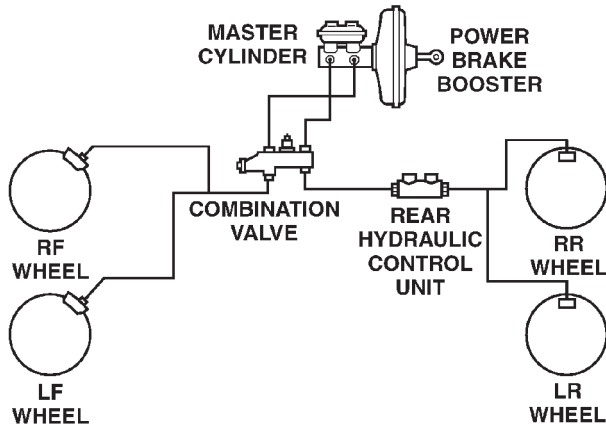 MASTER
CYLINDER
POWER
BRAKE
BOOSTER
COMBINATION
VALVE
REAR
HYDRAULIC
CONTROL
UNIT
RF
WHEEL
RR
WHEEL
LF
WHEEL
LR
WHEEL